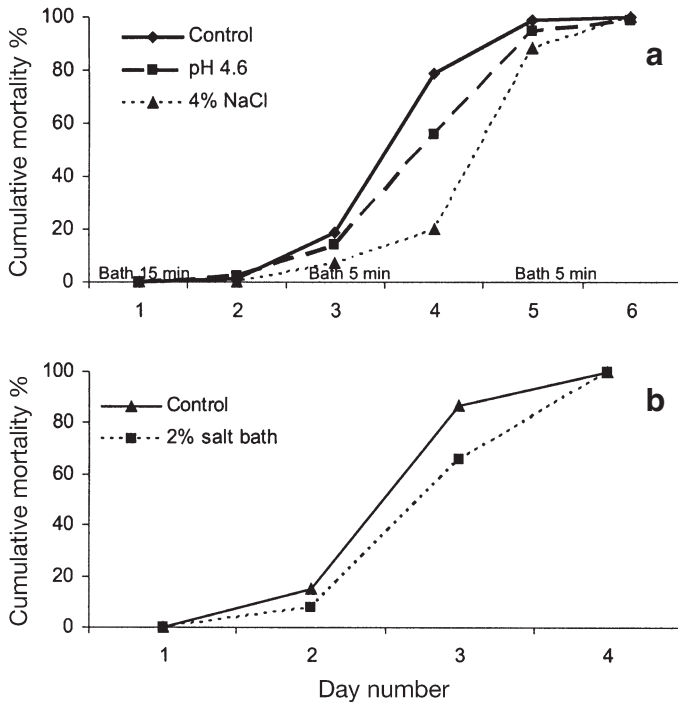 100
80
60
40
20
0
Cumulative mortality %
Control
pH 4.6
4% NaCl
a
Bath 15 min Bath 5 min Bath 5 min
1 2 3 4 5 6
100
80
60
40
20
0
Cumulative mortality %
Control
2% salt bath
b
1 2 3 4
Day number